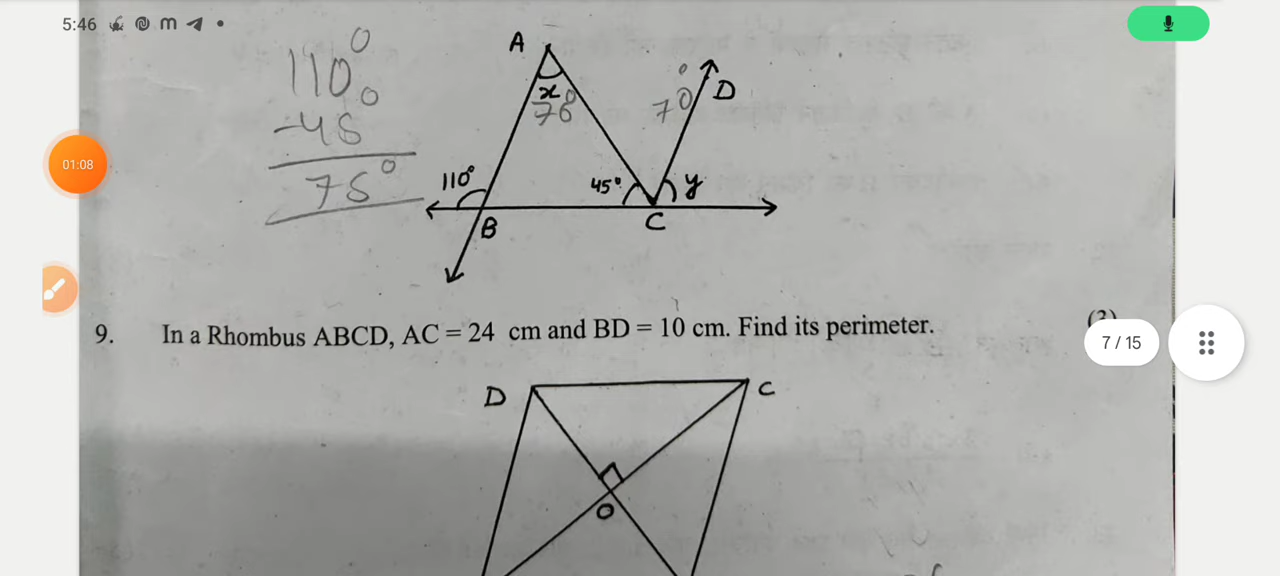 5:46 m
110°
-45
75°
01:08
A
x
78
110°
B
45°
C
y
70°
D
9. In a Rhombus ABCD, AC = 24 cm and BD = 10 cm. Find its perimeter.
7 / 15
D
C
O